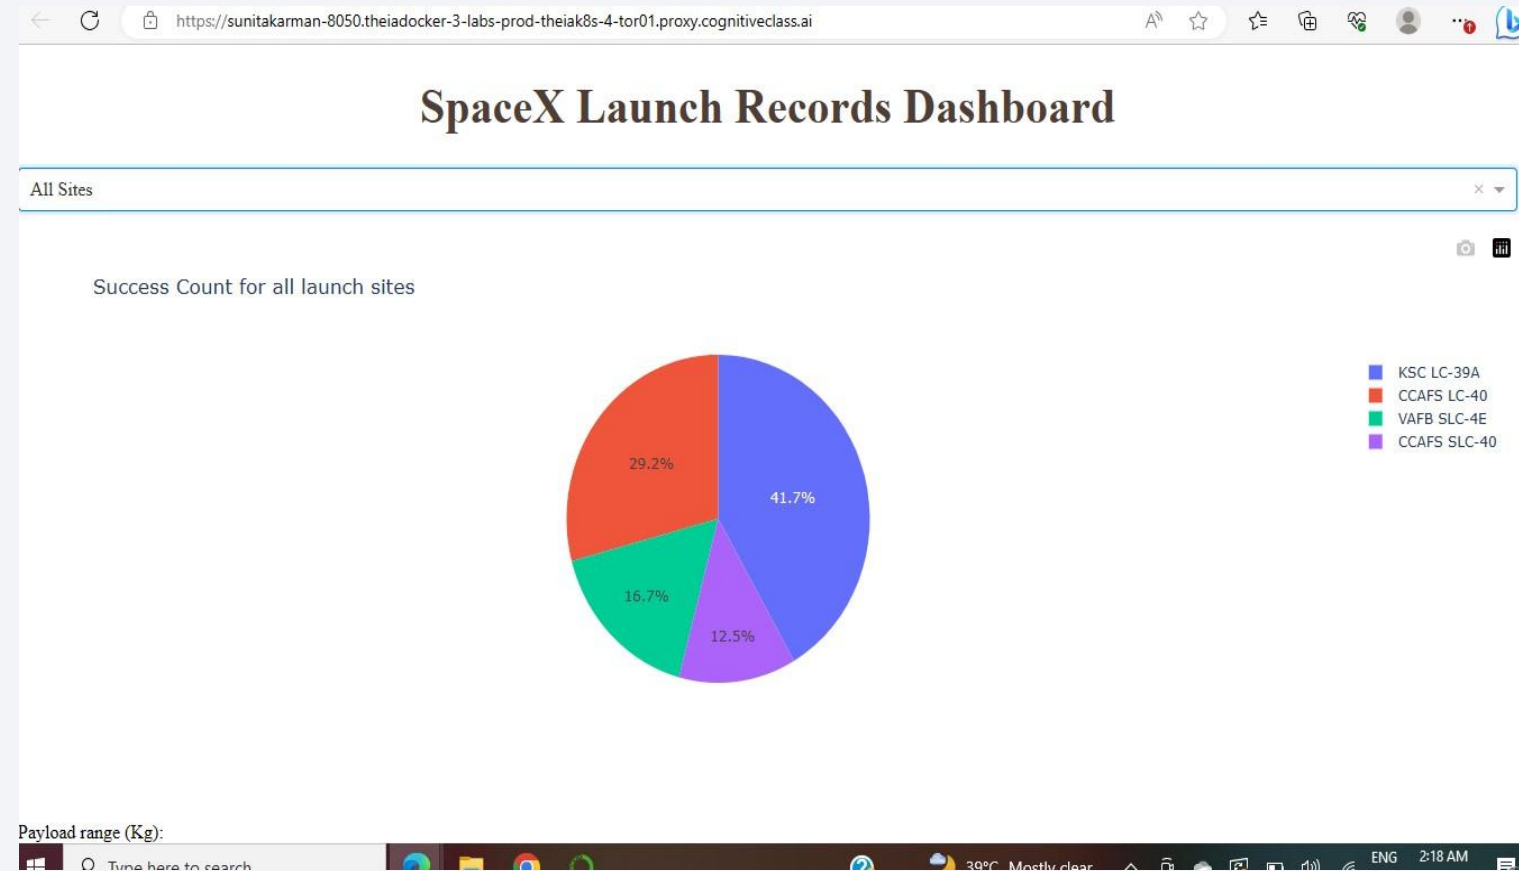 https://sunitakarman-8050.theiadocker-3-labs-prod-theiak8s-4-tor01.proxy.cognitiveclass.ai
SpaceX Launch Records Dashboard
All Sites
Success Count for all launch sites
KSC LC-39A
CCAFS LC-40
VAFB SLC-4E
CCAFS SLC-40
29.2%
41.7%
16.7%
12.5%
Payload range (Kg):
Type here to search
39°C Mostly clear
ENG
2:18 AM